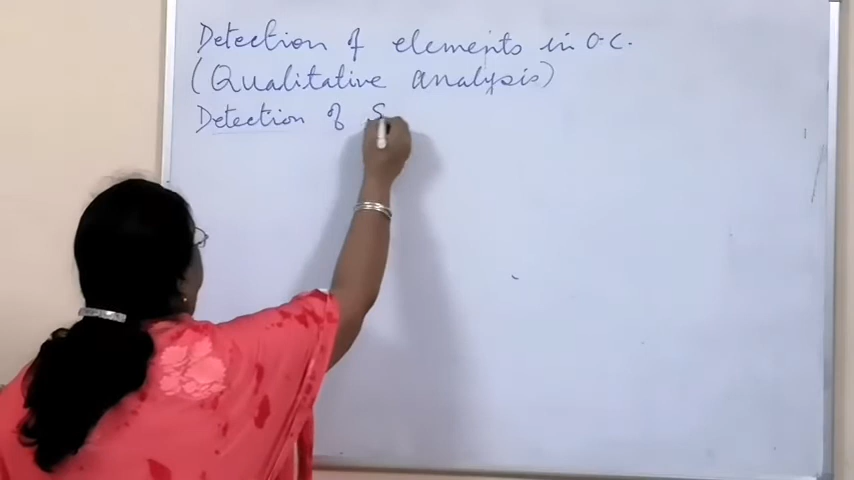 Detection of elements in O.C.
(Qualitative analysis)
Detection of S